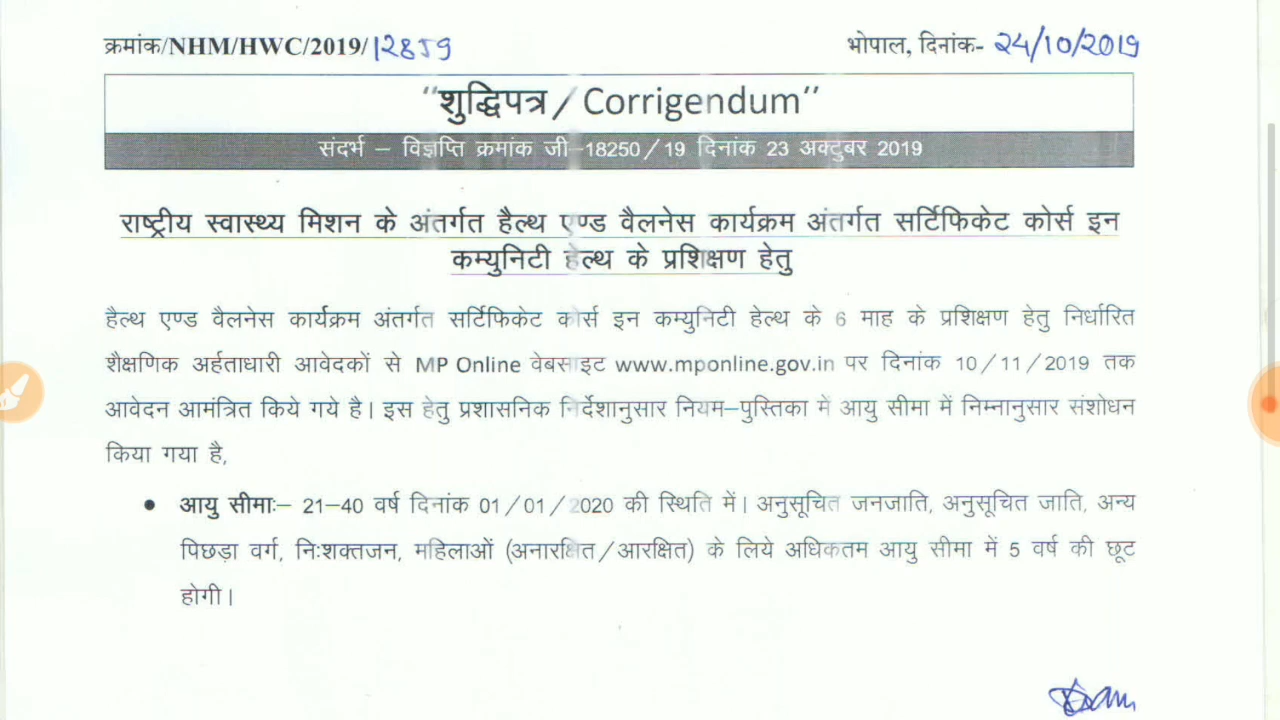 क्रमांक/NHM/HWC/2019/12859 भोपाल, दिनांक- 24/10/2019
“शुद्धिपत्र / Corrigendum”
संदर्भ – विज्ञप्ति क्रमांक जी–18250/19 दिनांक 23 अक्टुबर 2019
राष्ट्रीय स्वास्थ्य मिशन के अंतर्गत हैल्थ एण्ड वैलनेस कार्यक्रम अंतर्गत सर्टिफिकेट कोर्स इन
कम्युनिटी हेल्थ के प्रशिक्षण हेतु
हैल्थ एण्ड वैलनेस कार्यक्रम अंतर्गत सर्टिफिकेट कोर्स इन कम्युनिटी हेल्थ के 6 माह के प्रशिक्षण हेतु निर्धारित
शैक्षणिक अर्हताधारी आवेदकों से MP Online वेबसाइट www.mponline.gov.in पर दिनांक 10/11/2019 तक
आवेदन आमंत्रित किये गये है। इस हेतु प्रशासनिक निर्देशानुसार नियम–पुस्तिका में आयु सीमा में निम्नानुसार संशोधन
किया गया है,
• आयु सीमाः– 21–40 वर्ष दिनांक 01/01/2020 की स्थिति में। अनुसूचित जनजाति, अनुसूचित जाति, अन्य
पिछड़ा वर्ग, निःशक्तजन, महिलाओं (अनारक्षित/आरक्षित) के लिये अधिकतम आयु सीमा में 5 वर्ष की छूट
होगी।